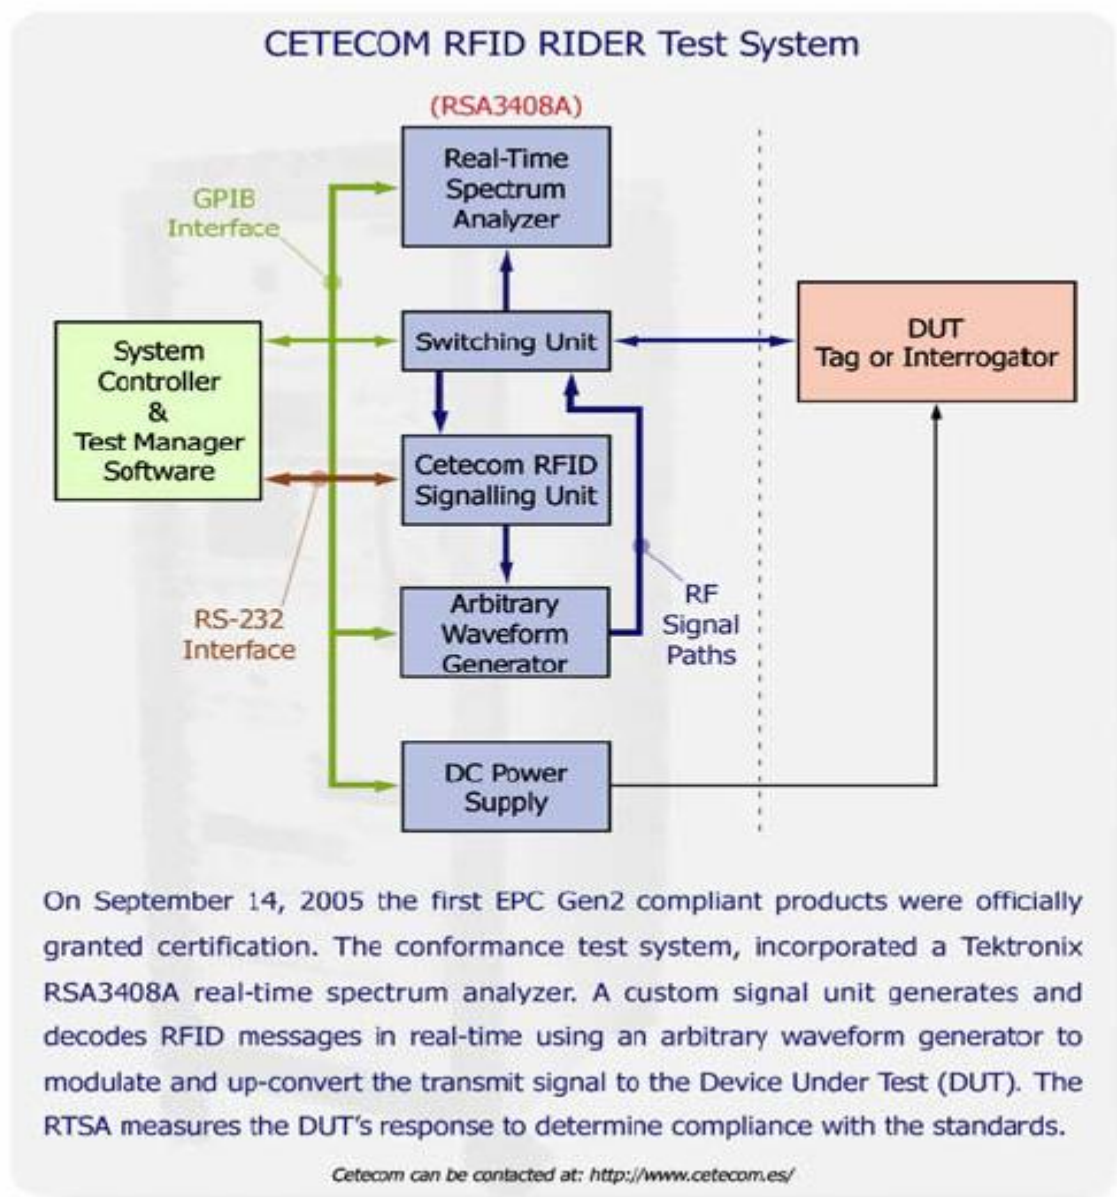 CETECOM RFID RIDER Test System
(RSA3408A)
Real-Time
Spectrum
Analyzer
GPIB
Interface
Switching Unit
DUT
Tag or Interrogator
System
Controller
&
Test Manager
Software
Cetecom RFID
Signalling Unit
RS-232
Interface
Arbitrary
Waveform
Generator
RF
Signal
Paths
DC Power
Supply
On September 14, 2005 the first EPC Gen2 compliant products were officially
granted certification. The conformance test system, incorporated a Tektronix
RSA3408A real-time spectrum analyzer. A custom signal unit generates and
decodes RFID messages in real-time using an arbitrary waveform generator to
modulate and up-convert the transmit signal to the Device Under Test (DUT). The
RTSA measures the DUT's response to determine compliance with the standards.
Cetecom can be contacted at: http://www.cetecom.es/